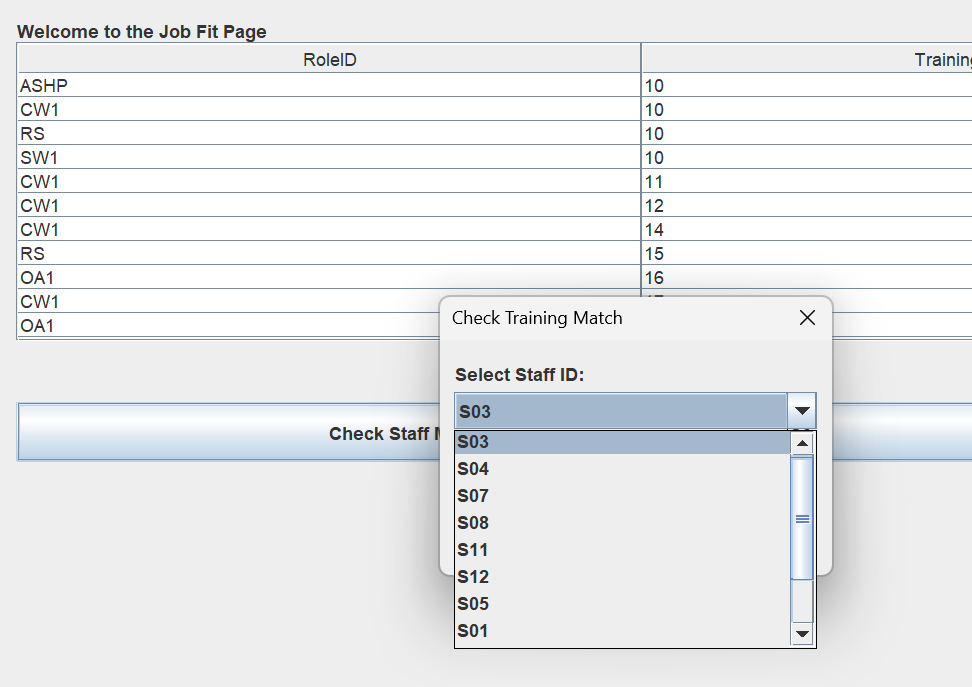 Welcome to the Job Fit Page
RoleID Training
ASHP 10
CW1 10
RS 10
SW1 10
CW1 11
CW1 12
CW1 14
RS 15
OA1 16
CW1
OA1
Check Training Match
Select Staff ID:
S03
Check Staff
S03
S04
S07
S08
S11
S12
S05
S01